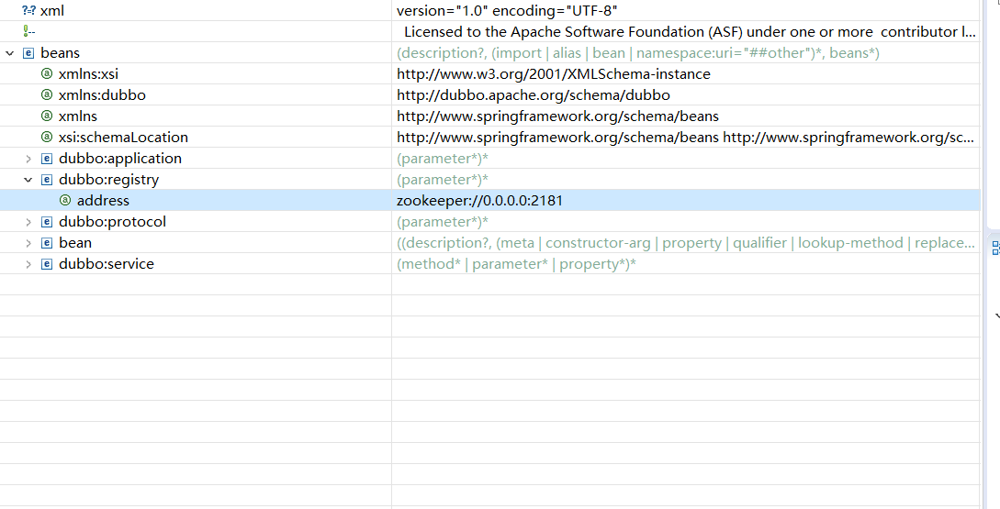 ?=? xml version="1.0" encoding="UTF-8"
!-- Licensed to the Apache Software Foundation (ASF) under one or more contributor l...
e beans (description?, (import | alias | bean | namespace:uri="##other")*, beans*)
a xmlns:xsi http://www.w3.org/2001/XMLSchema-instance
a xmlns:dubbo http://dubbo.apache.org/schema/dubbo
a xmlns http://www.springframework.org/schema/beans
a xsi:schemaLocation http://www.springframework.org/schema/beans http://www.springframework.org/sc...
e dubbo:application (parameter*)*
e dubbo:registry (parameter*)*
a address zookeeper://0.0.0.0:2181
e dubbo:protocol (parameter*)*
e bean ((description?, (meta | constructor-arg | property | qualifier | lookup-method | replace...
e dubbo:service (method* | parameter* | property*)*